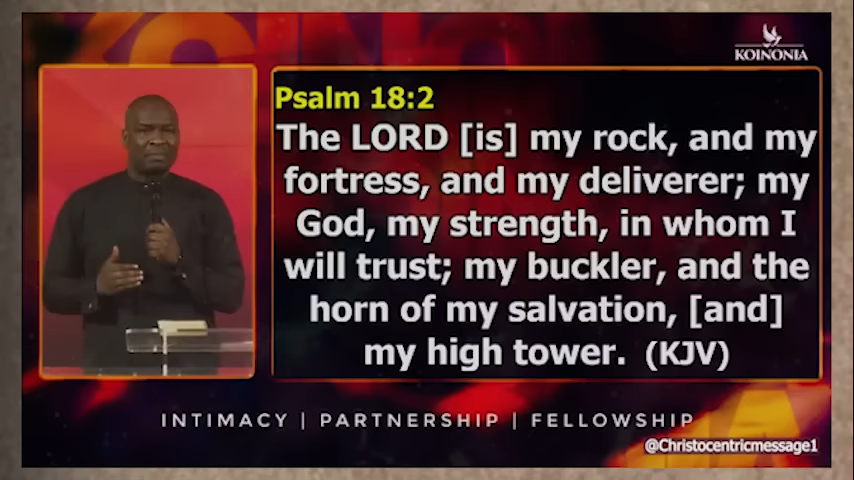 KOINONIA
Psalm 18:2
The LORD [is] my rock, and my
fortress, and my deliverer; my
God, my strength, in whom I
will trust; my buckler, and the
horn of my salvation, [and]
my high tower. (KJV)
INTIMACY | PARTNERSHIP | FELLOWSHIP
@Christocentricmessage1